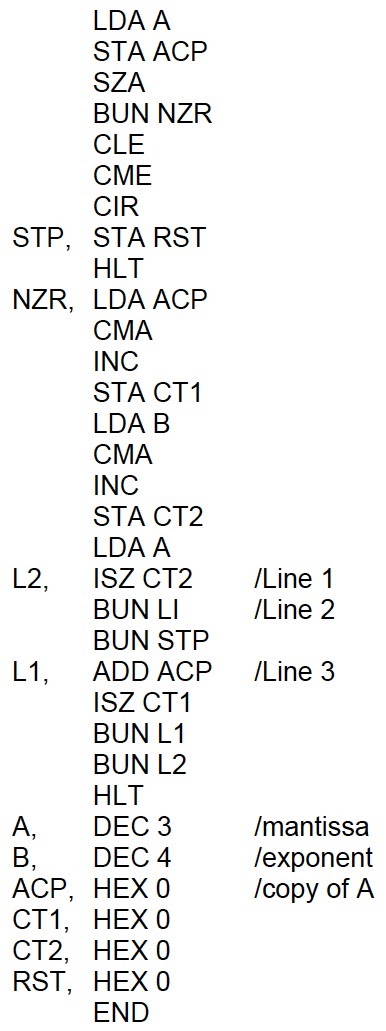 LDA A
STA ACP
SZA
BUN NZR
CLE
CME
CIR
STP, STA RST
HLT
NZR, LDA ACP
CMA
INC
STA CT1
LDA B
CMA
INC
STA CT2
LDA A
L2, ISZ CT2 /Line 1
BUN LI /Line 2
BUN STP
L1, ADD ACP /Line 3
ISZ CT1
BUN L1
BUN L2
HLT
A, DEC 3 /mantissa
B, DEC 4 /exponent
ACP, HEX 0 /copy of A
CT1, HEX 0
CT2, HEX 0
RST, HEX 0
END